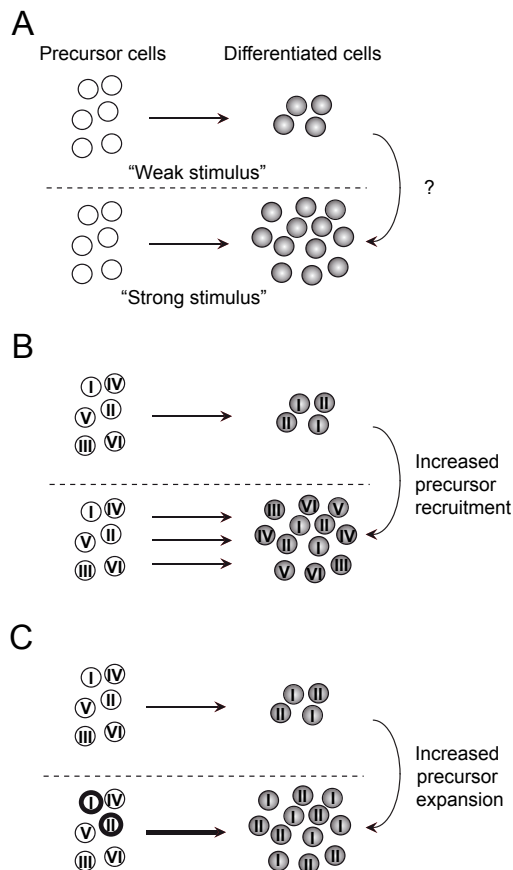 A
Precursor cells
Differentiated cells
“Weak stimulus”
?
“Strong stimulus”
B
I IV
V II
III VI
I II
II I
Increased
precursor
recruitment
I IV
V II
III VI
III VI V
IV I II IV
II I
V VI III
C
I IV
V II
III VI
I II
II I
Increased
precursor
expansion
I IV
V II
III VI
I II I
II I II I
II I
I II II